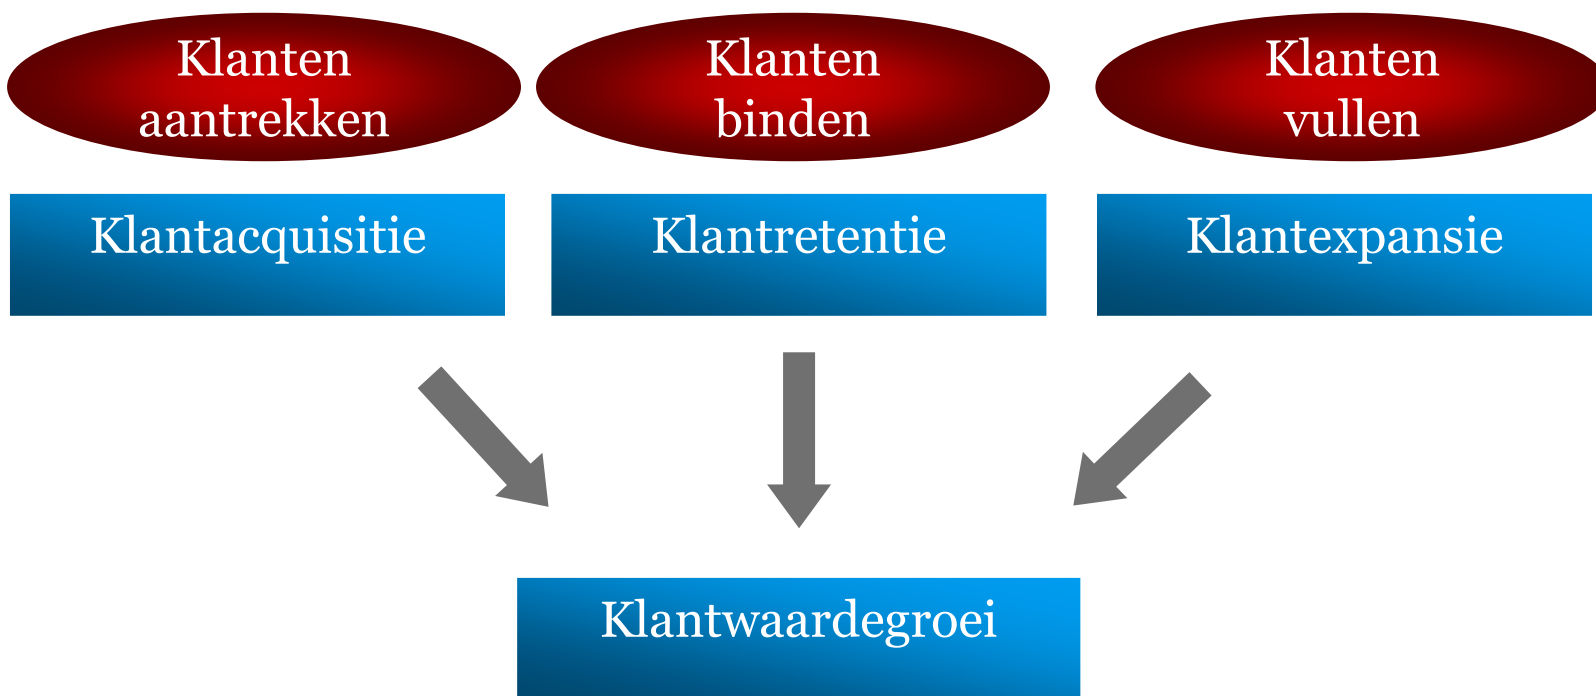 Klanten
aantrekken
Klanten
binden
Klanten
vullen
Klantacquisitie
Klantretentie
Klantexpansie
Klantwaardegroei